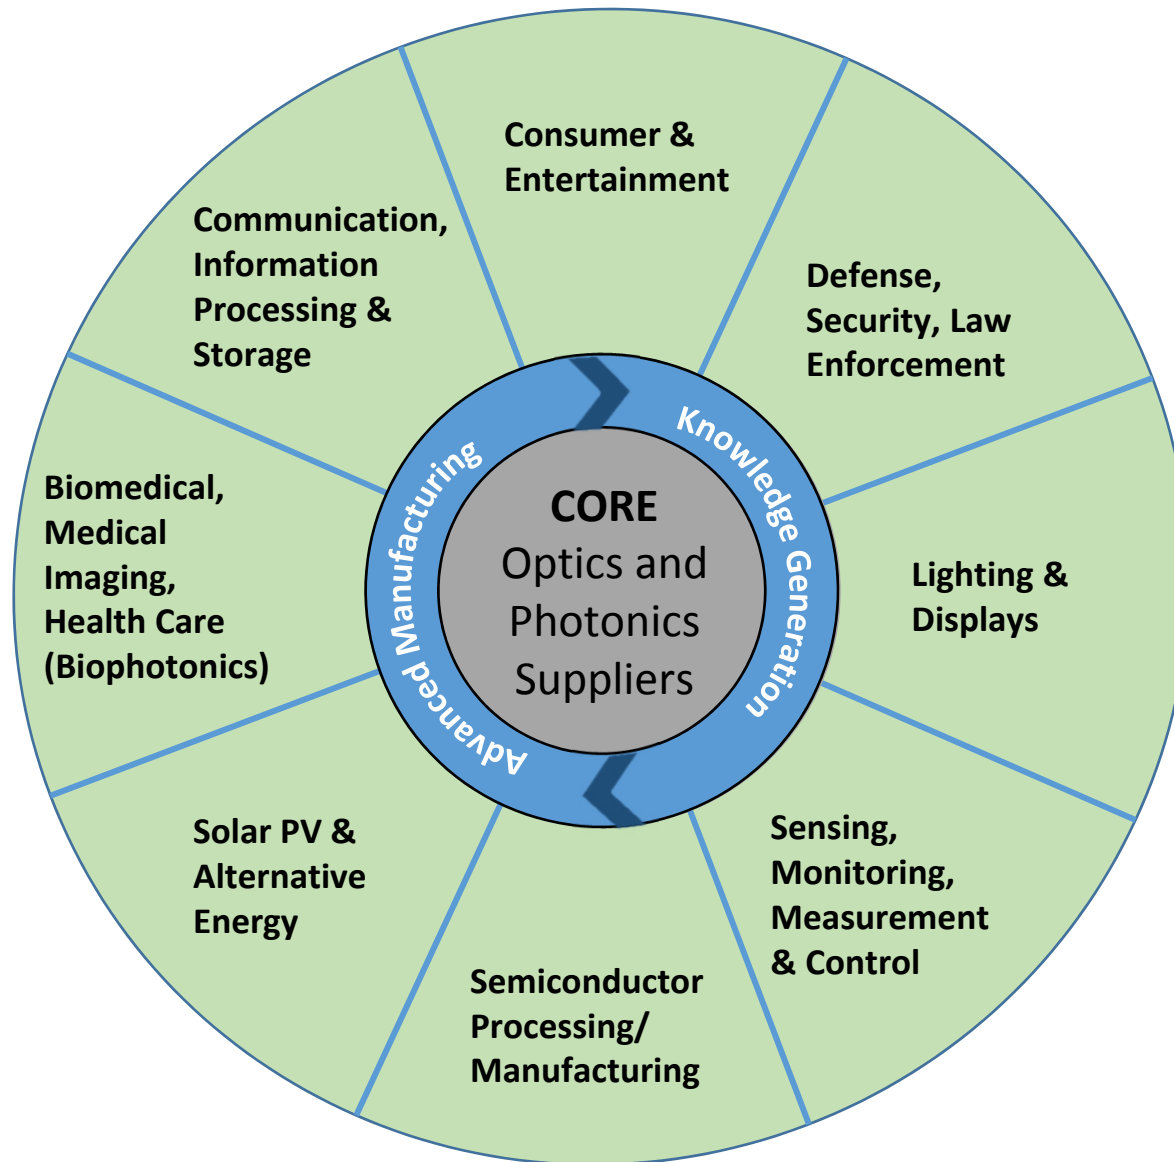 Consumer &
Entertainment
Defense,
Security, Law
Enforcement
Lighting &
Displays
Sensing,
Monitoring,
Measurement
& Control
Semiconductor
Processing/
Manufacturing
Solar PV &
Alternative
Energy
Biomedical,
Medical
Imaging,
Health Care
(Biophotonics)
Communication,
Information
Processing &
Storage
Knowledge Generation
Advanced Manufacturing
CORE
Optics and
Photonics
Suppliers